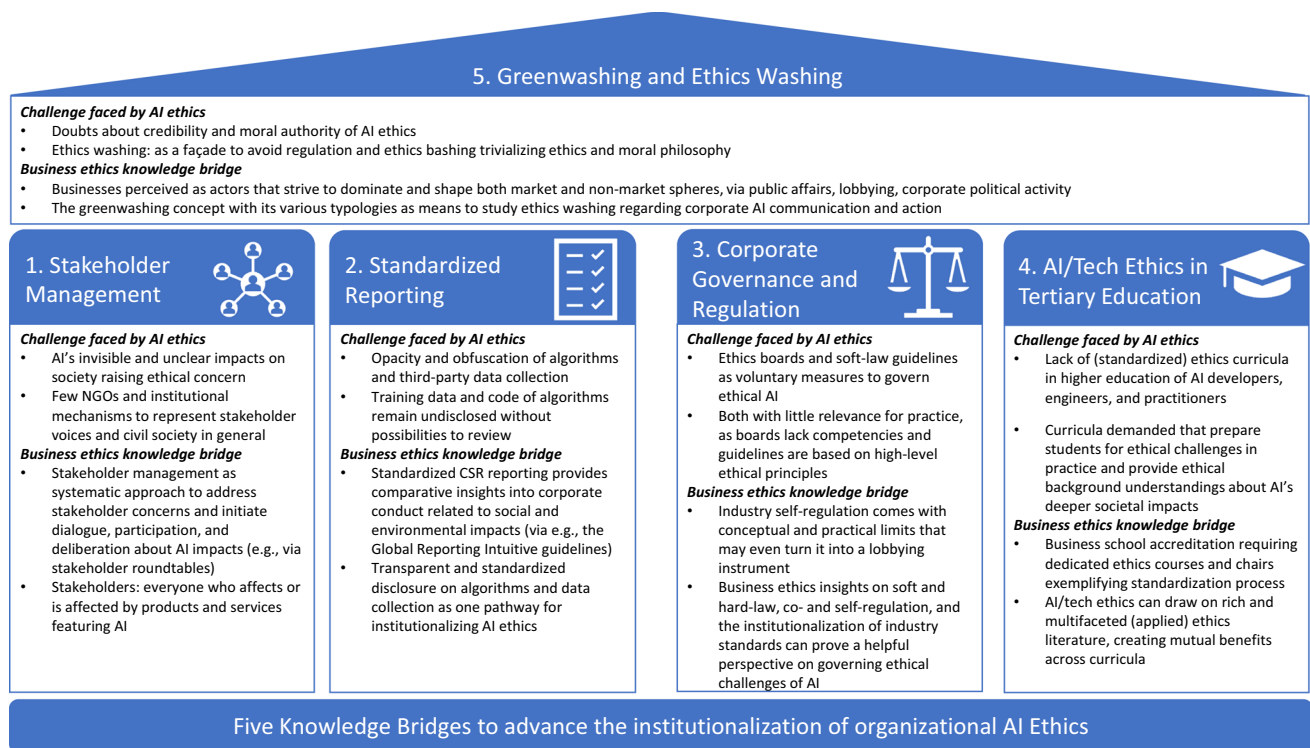 5. Greenwashing and Ethics Washing
Challenge faced by AI ethics
• Doubts about credibility and moral authority of AI ethics
• Ethics washing: as a façade to avoid regulation and ethics bashing trivializing ethics and moral philosophy
Business ethics knowledge bridge
• Businesses perceived as actors that strive to dominate and shape both market and non-market spheres, via public affairs, lobbying, corporate political activity
• The greenwashing concept with its various typologies as means to study ethics washing regarding corporate AI communication and action
1. Stakeholder
Management
Challenge faced by AI ethics
• AI's invisible and unclear impacts on
society raising ethical concern
• Few NGOs and institutional
mechanisms to represent stakeholder
voices and civil society in general
Business ethics knowledge bridge
• Stakeholder management as
systematic approach to address
stakeholder concerns and initiate
dialogue, participation, and
deliberation about AI impacts (e.g., via
stakeholder roundtables)
• Stakeholders: everyone who affects or
is affected by products and services
featuring AI
2. Standardized
Reporting
Challenge faced by AI ethics
• Opacity and obfuscation of algorithms
and third-party data collection
• Training data and code of algorithms
remain undisclosed without
possibilities to review
Business ethics knowledge bridge
• Standardized CSR reporting provides
comparative insights into corporate
conduct related to social and
environmental impacts (via e.g., the
Global Reporting Intuitive guidelines)
• Transparent and standardized
disclosure on algorithms and data
collection as one pathway for
institutionalizing AI ethics
3. Corporate
Governance and
Regulation
Challenge faced by AI ethics
• Ethics boards and soft-law guidelines
as voluntary measures to govern
ethical AI
• Both with little relevance for practice,
as boards lack competencies and
guidelines are based on high-level
ethical principles
Business ethics knowledge bridge
• Industry self-regulation comes with
conceptual and practical limits that
may even turn it into a lobbying
instrument
• Business ethics insights on soft and
hard-law, co- and self-regulation, and
the institutionalization of industry
standards can prove a helpful
perspective on governing ethical
challenges of AI
4. AI/Tech Ethics in
Tertiary Education
Challenge faced by AI ethics
• Lack of (standardized) ethics curricula
in higher education of AI developers,
engineers, and practitioners
• Curricula demanded that prepare
students for ethical challenges in
practice and provide ethical
background understandings about AI's
deeper societal impacts
Business ethics knowledge bridge
• Business school accreditation requiring
dedicated ethics courses and chairs
exemplifying standardization process
• AI/tech ethics can draw on rich and
multifaceted (applied) ethics
literature, creating mutual benefits
across curricula
Five Knowledge Bridges to advance the institutionalization of organizational AI Ethics